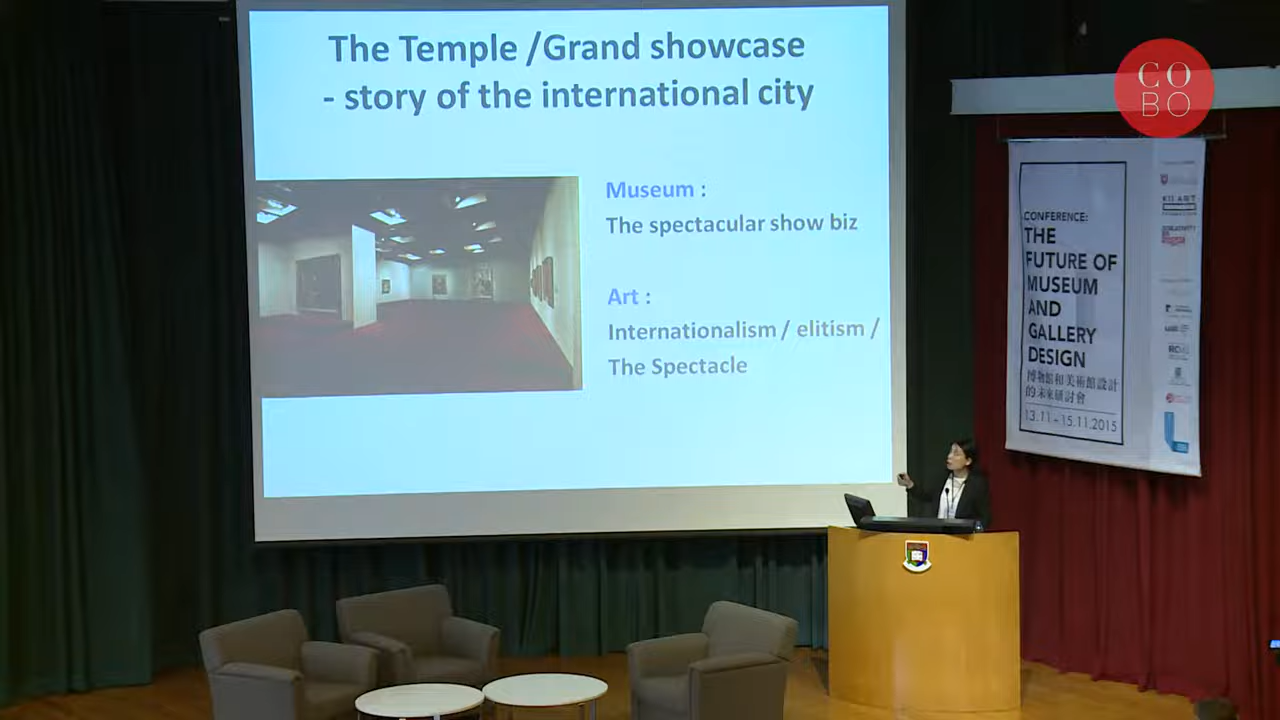 The Temple /Grand showcase
- story of the international city
Museum :
The spectacular show biz
Art :
Internationalism / elitism /
The Spectacle
CO
BO
CONFERENCE:
THE
FUTURE OF
MUSEUM
AND
GALLERY
DESIGN
博物館和美術館設計
的未來研討會
13.11 – 15.11.2015